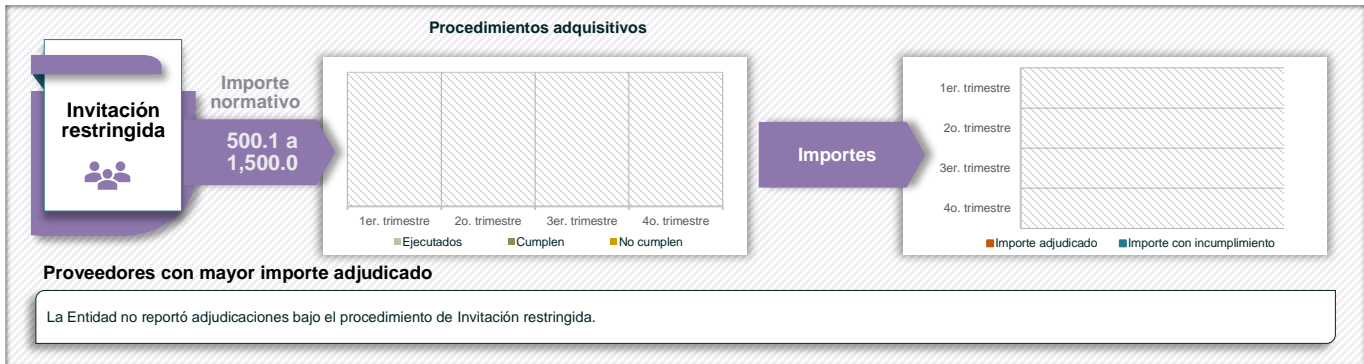 Procedimientos adquisitivos
Invitación
restringida
Importe
normativo
500.1 a
1,500.0
1er. trimestre
2o. trimestre
3er. trimestre
4o. trimestre
Ejecutados
Cumplen
No cumplen
Importes
1er. trimestre
2o. trimestre
3er. trimestre
4o. trimestre
Importe adjudicado
Importe con incumplimiento
Proveedores con mayor importe adjudicado
La Entidad no reportó adjudicaciones bajo el procedimiento de Invitación restringida.